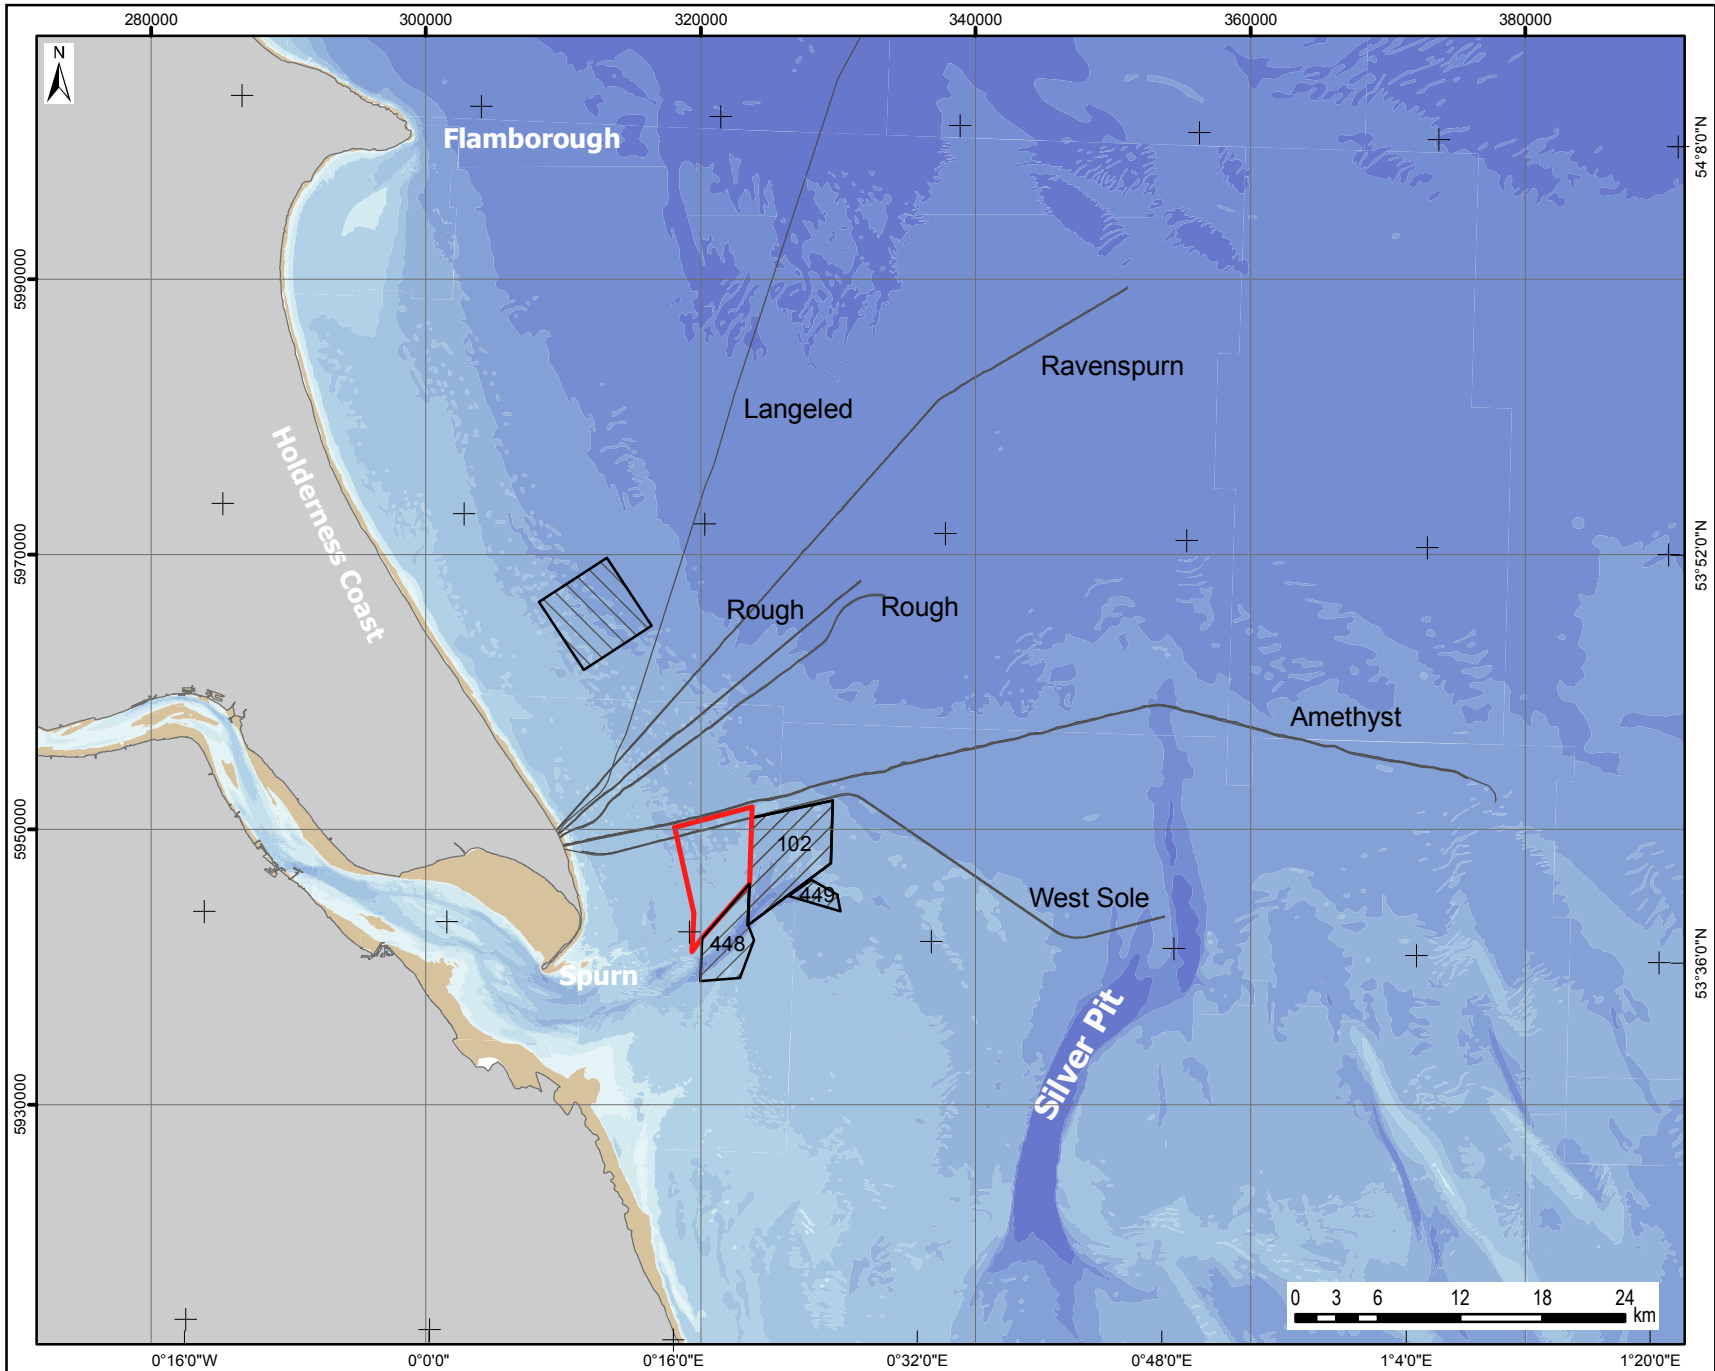 280000 300000 320000 340000 360000 380000
N
Flamborough
54°8'0"N
5990000
Ravenspurn
Langeled
Holderness Coast
5970000
53°52'0"N
Rough
Rough
Amethyst
5950000
102
449
West Sole
448
Spurn
53°36'0"N
Silver Pit
5930000
0 3 6 12 18 24
km
0°16'0"W 0°0'0" 0°16'0"E 0°32'0"E 0°48'0"E 1°4'0"E 1°20'0"E